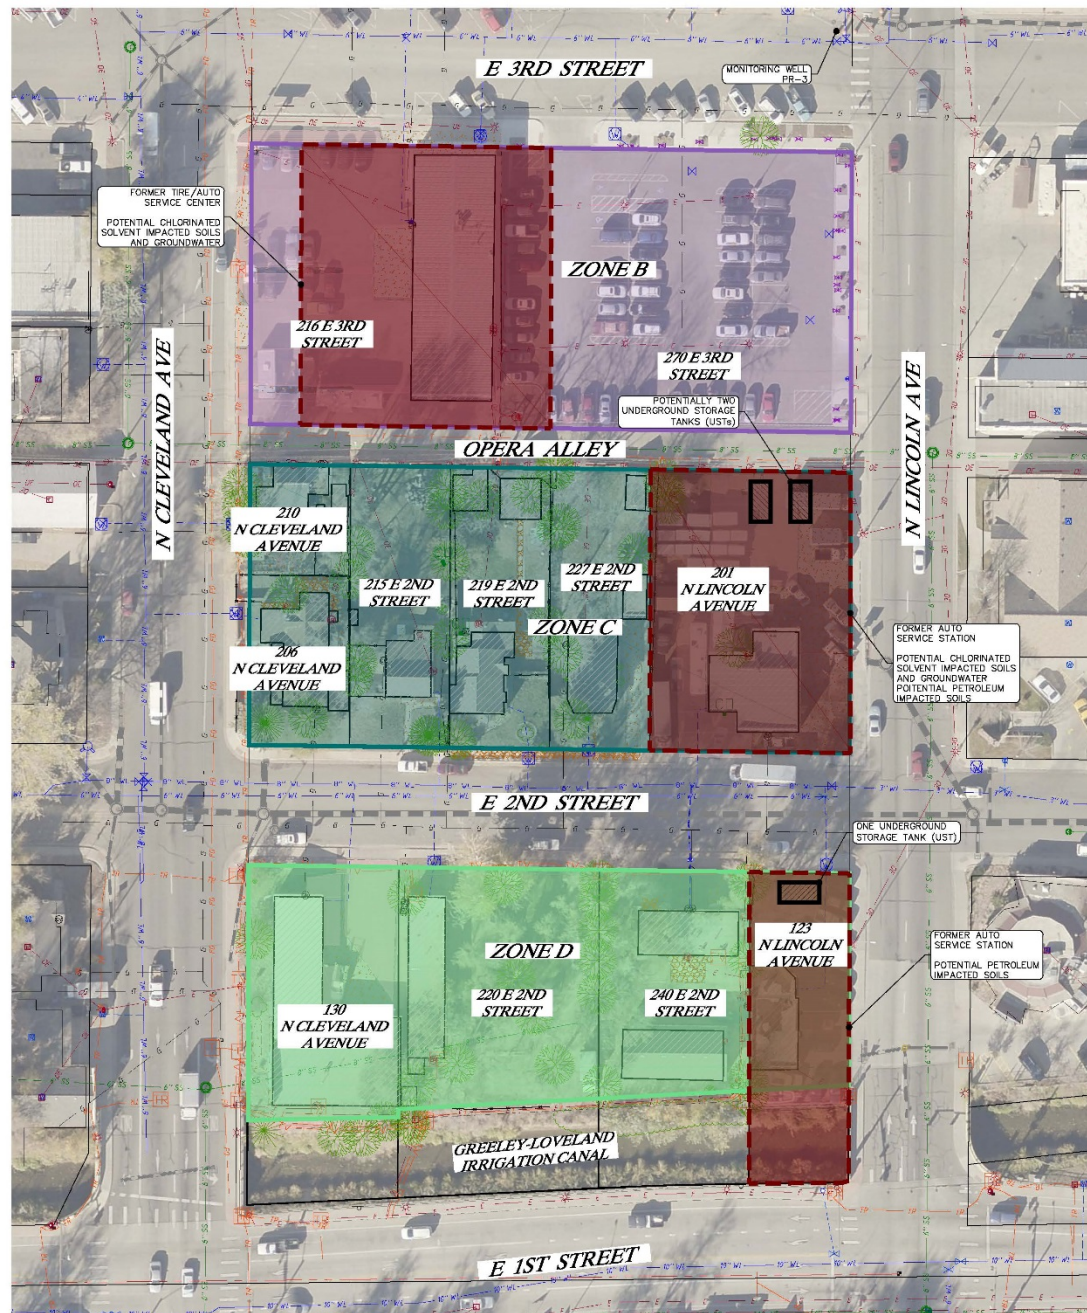 E 3RD STREET
MONITORING WELL
PR-3
FORMER TIRE/AUTO
SERVICE CENTER
POTENTIAL CHLORINATED
SOLVENT IMPACTED SOILS
AND GROUNDWATER
ZONE B
216 E 3RD
STREET
270 E 3RD
STREET
N CLEVELAND AVE
N LINCOLN AVE
POTENTIALLY TWO
UNDERGROUND STORAGE
TANKS (USTs)
OPERA ALLEY
210
N CLEVELAND
AVENUE
215 E 2ND
STREET
219 E 2ND
STREET
227 E 2ND
STREET
201
N LINCOLN
AVENUE
ZONE C
206
N CLEVELAND
AVENUE
FORMER AUTO
SERVICE STATION
POTENTIAL CHLORINATED
SOLVENT IMPACTED SOILS
AND GROUNDWATER
POITENTIAL PETROLEUM
IMPACTED SOILS
E 2ND STREET
ONE UNDERGROUND
STORAGE TANK (UST)
123
N LINCOLN
AVENUE
ZONE D
FORMER AUTO
SERVICE STATION
POTENTIAL PETROLEUM
IMPACTED SOILS
130
N CLEVELAND
AVENUE
220 E 2ND
STREET
240 E 2ND
STREET
GREELEY-LOVELAND
IRRIGATION CANAL
E 1ST STREET